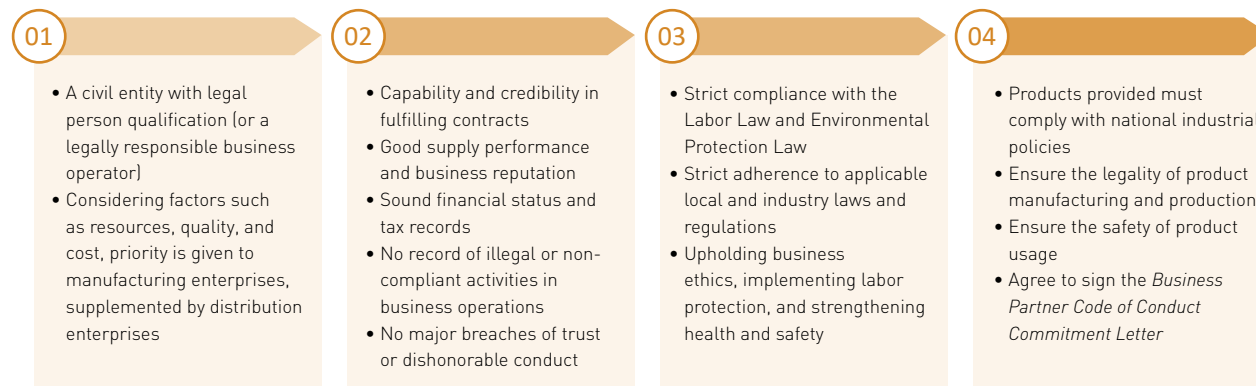 01
• A civil entity with legal
person qualification (or a
legally responsible business
operator)
• Considering factors such
as resources, quality, and
cost, priority is given to
manufacturing enterprises,
supplemented by distribution
enterprises
02
• Capability and credibility in
fulfilling contracts
• Good supply performance
and business reputation
• Sound financial status and
tax records
• No record of illegal or non-
compliant activities in
business operations
• No major breaches of trust
or dishonorable conduct
03
• Strict compliance with the
Labor Law and Environmental
Protection Law
• Strict adherence to applicable
local and industry laws and
regulations
• Upholding business
ethics, implementing labor
protection, and strengthening
health and safety
04
• Products provided must
comply with national industrial
policies
• Ensure the legality of product
manufacturing and production
• Ensure the safety of product
usage
• Agree to sign the Business
Partner Code of Conduct
Commitment Letter